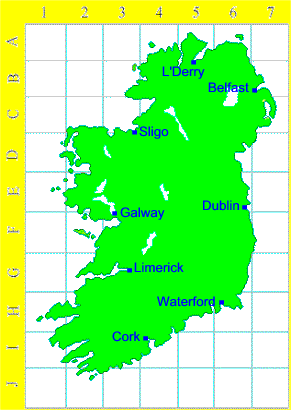 1 2 3 4 5 6 7
A
L'Derry
B
Belfast
C
Sligo
D
E
Dublin
Galway
F
G
Limerick
H
Waterford
I
Cork
J